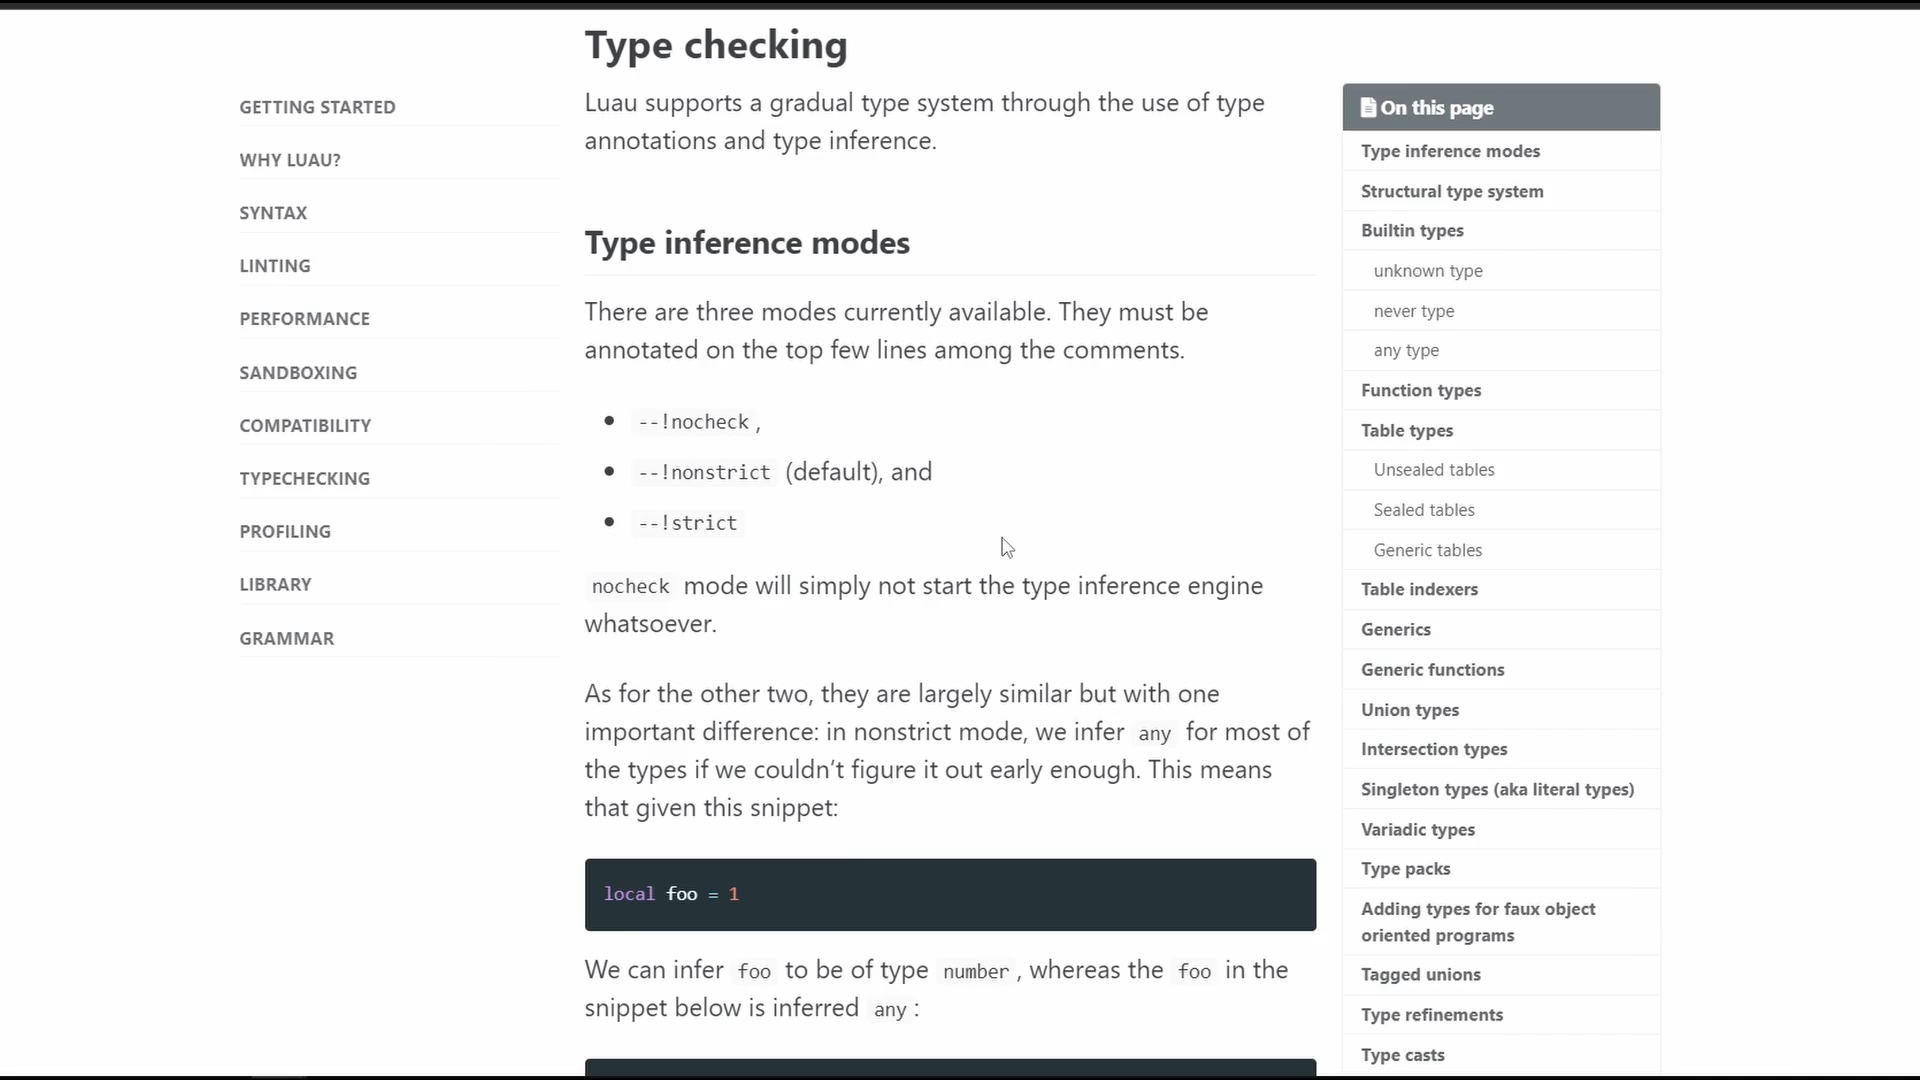 Type checking
GETTING STARTED
WHY LUAU?
SYNTAX
LINTING
PERFORMANCE
SANDBOXING
COMPATIBILITY
TYPECHECKING
PROFILING
LIBRARY
GRAMMAR
Luau supports a gradual type system through the use of type
annotations and type inference.
Type inference modes
There are three modes currently available. They must be
annotated on the top few lines among the comments.
--!nocheck ,
--!nonstrict (default), and
--!strict
nocheck mode will simply not start the type inference engine
whatsoever.
As for the other two, they are largely similar but with one
important difference: in nonstrict mode, we infer any for most of
the types if we couldn’t figure it out early enough. This means
that given this snippet:
local foo = 1
We can infer foo to be of type number , whereas the foo in the
snippet below is inferred any :
On this page
Type inference modes
Structural type system
Builtin types
unknown type
never type
any type
Function types
Table types
Unsealed tables
Sealed tables
Generic tables
Table indexers
Generics
Generic functions
Union types
Intersection types
Singleton types (aka literal types)
Variadic types
Type packs
Adding types for faux object
oriented programs
Tagged unions
Type refinements
Type casts